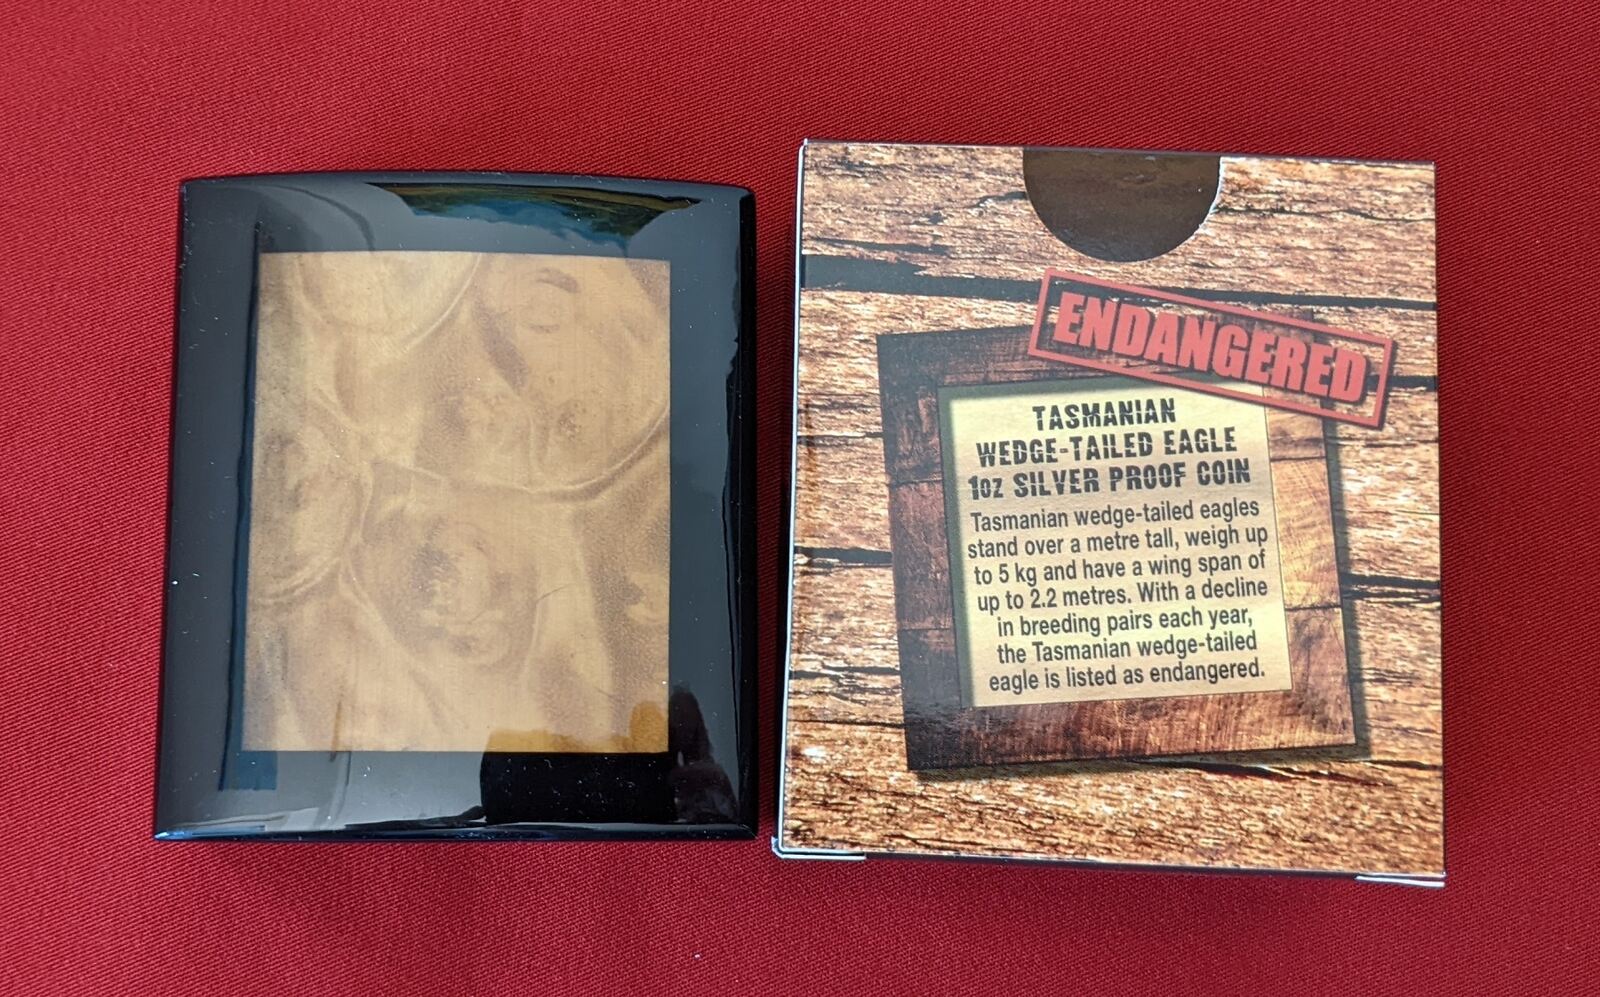 ENDANGERED
TASMANIAN
WEDGE-TAILED EAGLE
1oz SILVER PROOF COIN
Tasmanian wedge-tailed eagles
stand over a metre tall, weigh up
to 5 kg and have a wing span of
up to 2.2 metres. With a decline
in breeding pairs each year,
the Tasmanian wedge-tailed
eagle is listed as endangered.